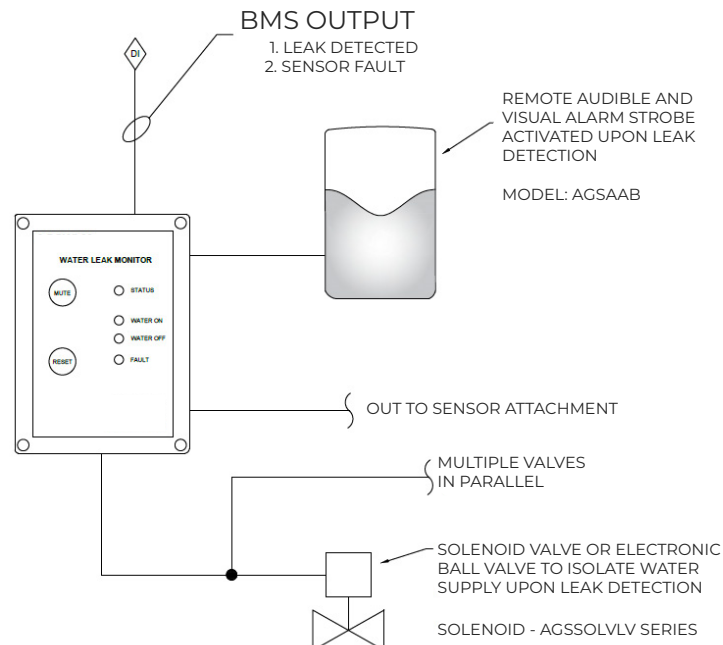 BMS OUTPUT
1. LEAK DETECTED
2. SENSOR FAULT
DI
REMOTE AUDIBLE AND
VISUAL ALARM STROBE
ACTIVATED UPON LEAK
DETECTION
MODEL: AGSAAB
WATER LEAK MONITOR
MUTE
STATUS
WATER ON
WATER OFF
RESET
FAULT
OUT TO SENSOR ATTACHMENT
MULTIPLE VALVES
IN PARALLEL
SOLENOID VALVE OR ELECTRONIC
BALL VALVE TO ISOLATE WATER
SUPPLY UPON LEAK DETECTION
SOLENOID - AGSSOLVLV SERIES